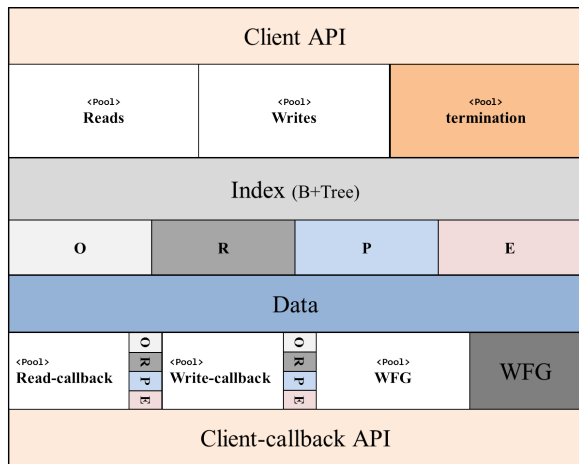 Client API
<Pool>
Reads
<Pool>
Writes
<Pool>
termination
Index (B+Tree)
O
R
P
E
Data
<Pool>
Read-callback
O
R
P
E
<Pool>
Write-callback
O
R
P
E
<Pool>
WFG
WFG
Client-callback API